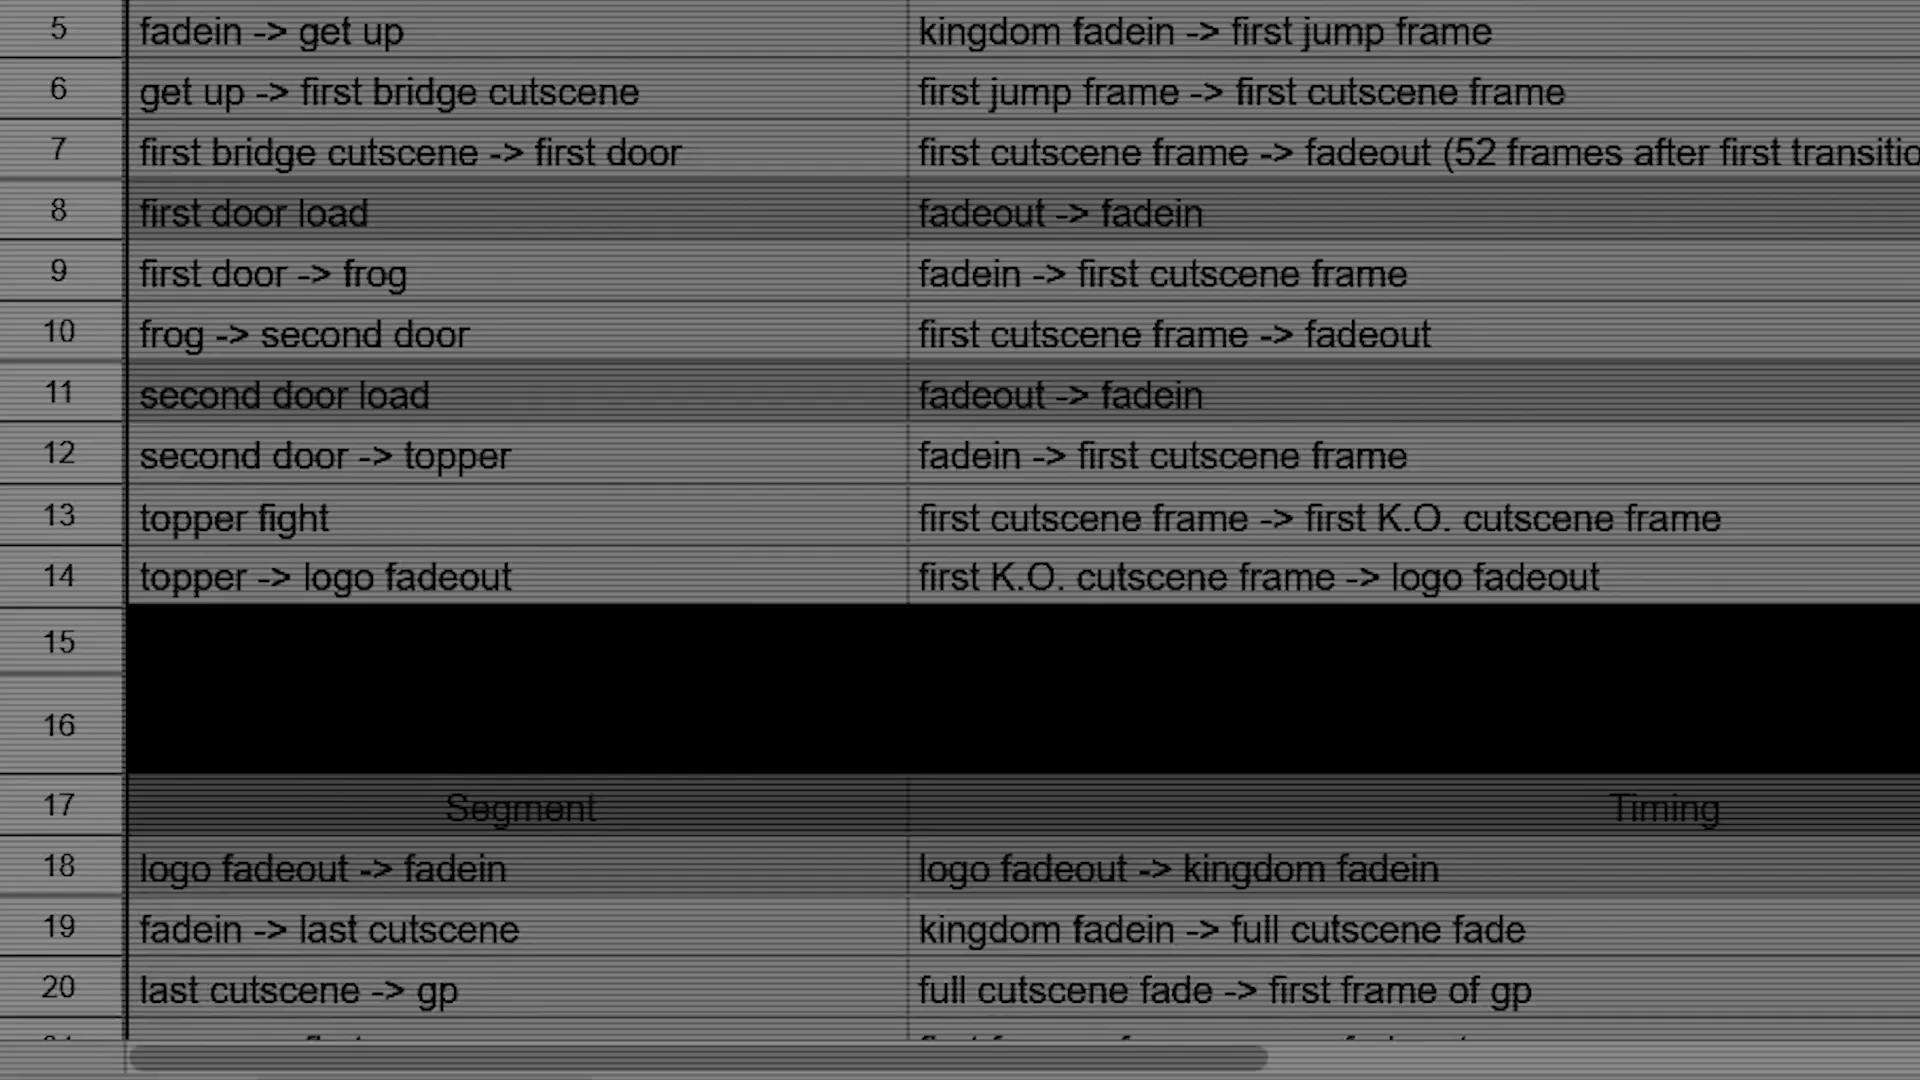 5 fadein -> get up kingdom fadein -> first jump frame
6 get up -> first bridge cutscene first jump frame -> first cutscene frame
7 first bridge cutscene -> first door first cutscene frame -> fadeout (52 frames after first transitio
8 first door load fadeout -> fadein
9 first door -> frog fadein -> first cutscene frame
10 frog -> second door first cutscene frame -> fadeout
11 second door load fadeout -> fadein
12 second door -> topper fadein -> first cutscene frame
13 topper fight first cutscene frame -> first K.O. cutscene frame
14 topper -> logo fadeout first K.O. cutscene frame -> logo fadeout
15
16
17 Segment Timing
18 logo fadeout -> fadein logo fadeout -> kingdom fadein
19 fadein -> last cutscene kingdom fadein -> full cutscene fade
20 last cutscene -> gp full cutscene fade -> first frame of gp